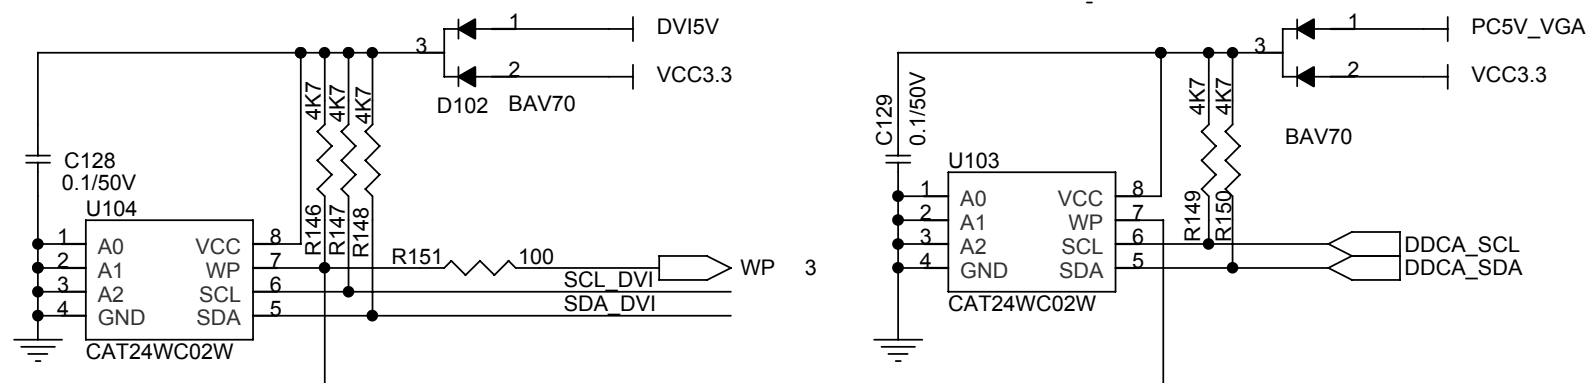 3
1
DVI5V
2
VCC3.3
D102
BAV70
4K7
4K7
4K7
C128
0.1/50V
U104
R146
R147
R148
1
A0
VCC
8
2
A1
WP
7
R151
100
WP
3
3
A2
SCL
6
SCL_DVI
4
GND
SDA
5
SDA_DVI
CAT24WC02W
3
1
PC5V_VGA
2
VCC3.3
BAV70
4K7
4K7
C129
0.1/50V
U103
R149
R150
1
A0
VCC
8
2
A1
WP
7
3
A2
SCL
6
DDCA_SCL
4
GND
SDA
5
DDCA_SDA
CAT24WC02W